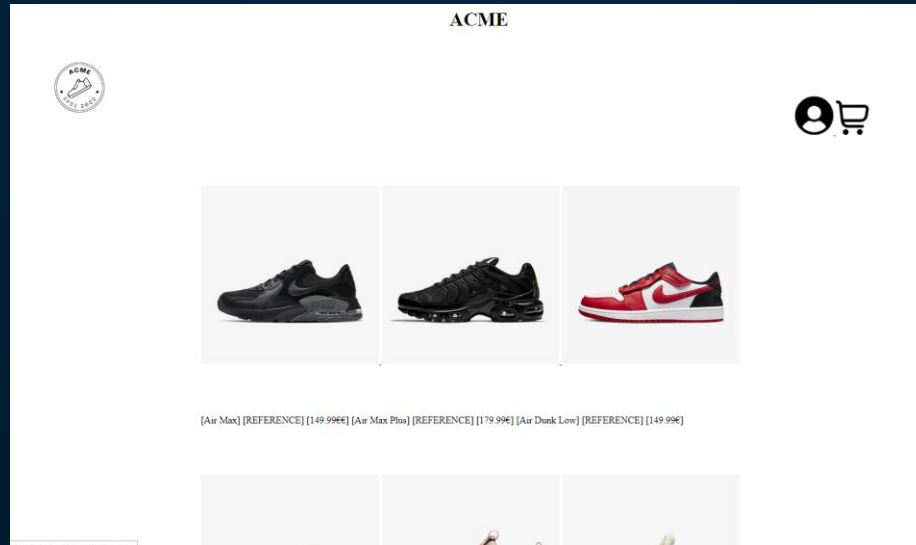 ACME
ACME
[Air Max] [REFERENCE] [149.99€€] [Air Max Plus] [REFERENCE] [179.99€] [Air Dunk Low] [REFERENCE] [149.99€]